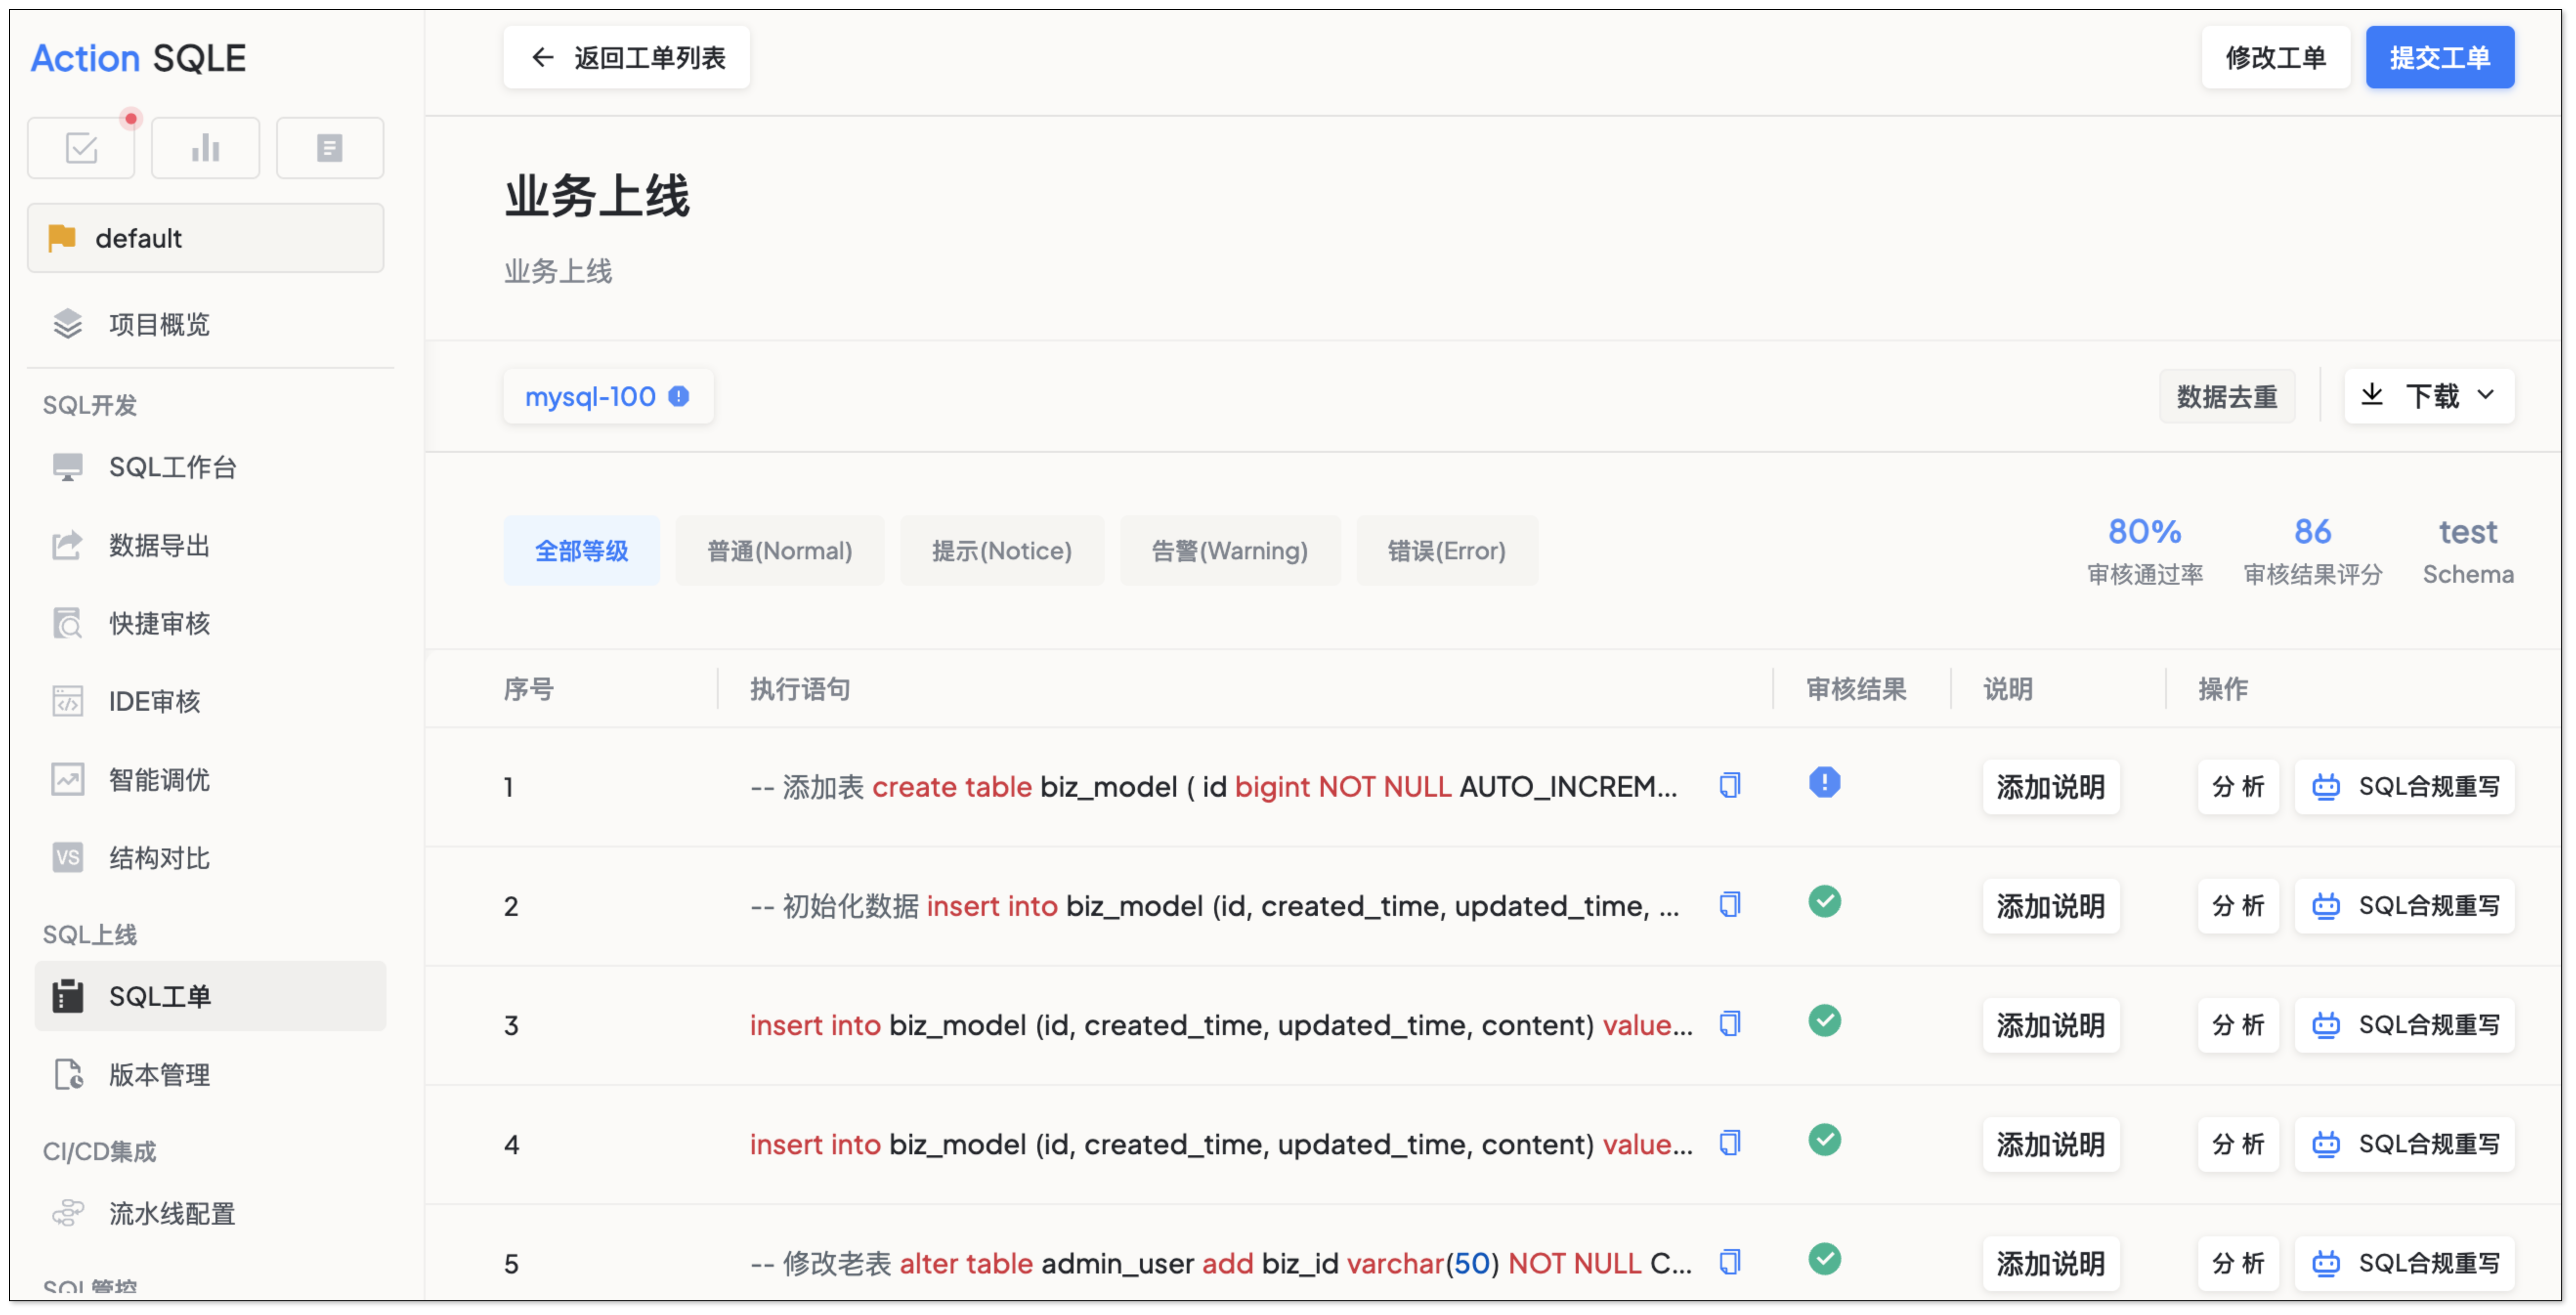 Action SQLE
default
项目概览
SQL开发
SQL工作台
数据导出
快捷审核
IDE审核
智能调优
VS 结构对比
SQL上线
SQL工单
版本管理
CI/CD集成
流水线配置
SQL管控
返回工单列表 修改工单 提交工单
业务上线
业务上线
mysql-100 数据去重 下载
全部等级 普通(Normal) 提示(Notice) 告警(Warning) 错误(Error)
80% 86 test
审核通过率 审核结果评分 Schema
序号 执行语句 审核结果 说明 操作
1 -- 添加表 create table biz_model ( id bigint NOT NULL AUTO_INCREM... 添加说明 分 析 SQL合规重写
2 -- 初始化数据 insert into biz_model (id, created_time, updated_time, ... 添加说明 分 析 SQL合规重写
3 insert into biz_model (id, created_time, updated_time, content) value... 添加说明 分 析 SQL合规重写
4 insert into biz_model (id, created_time, updated_time, content) value... 添加说明 分 析 SQL合规重写
5 -- 修改老表 alter table admin_user add biz_id varchar(50) NOT NULL C... 添加说明 分 析 SQL合规重写